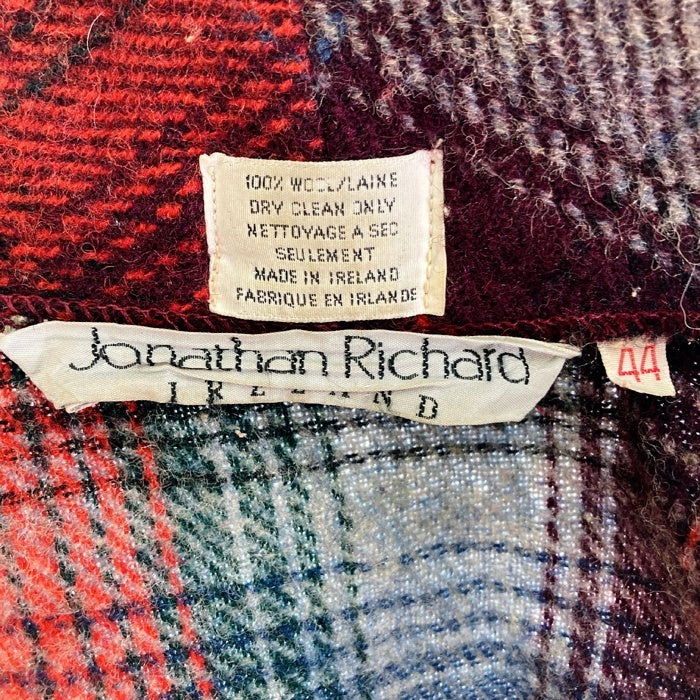 100% WOOL/LAINE
DRY CLEAN ONLY
NETTOYAGE A SEC
SEULEMENT
MADE IN IRELAND
FABRIQUE EN IRLANDE
Jonathan Richard
IRELAND
44